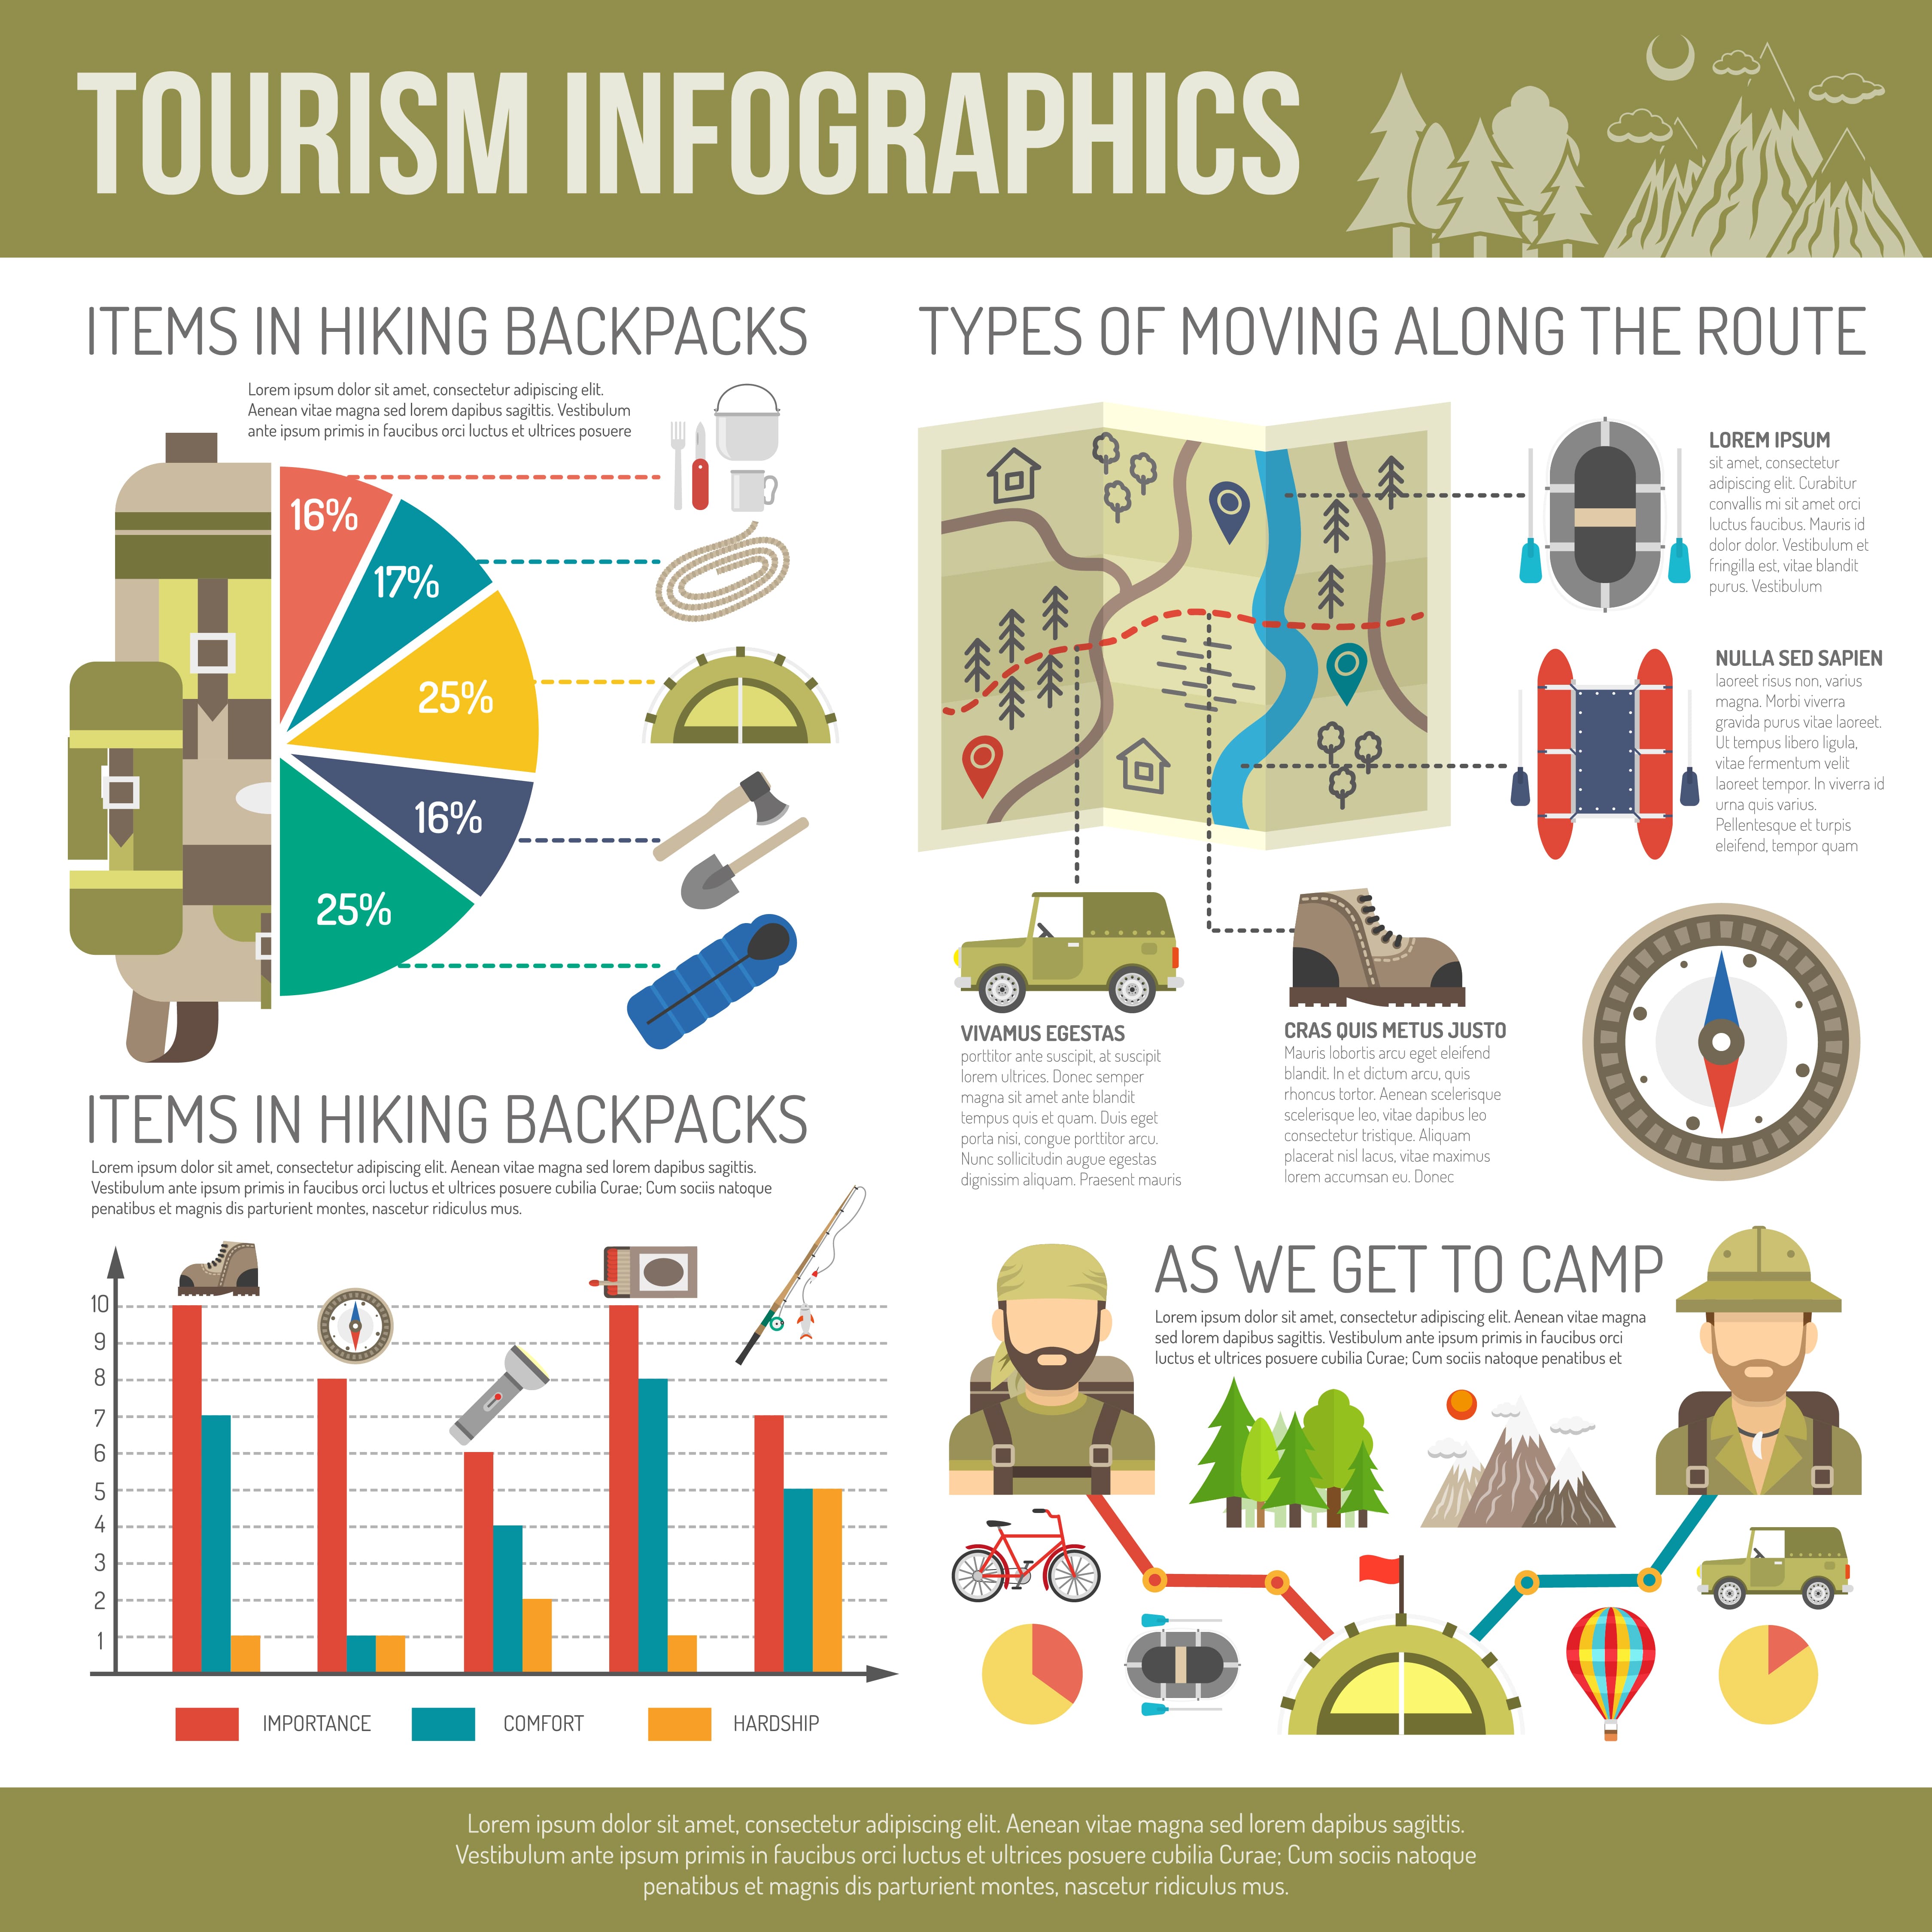 TOURISM INFOGRAPHICS
ITEMS IN HIKING BACKPACKS
Lorem ipsum dolor sit amet, consectetur adipiscing elit.
Aenean vitae magna sed lorem dapibus sagittis. Vestibulum
ante ipsum primis in faucibus orci luctus et ultrices posuere
16%
17%
25%
16%
25%
TYPES OF MOVING ALONG THE ROUTE
LOREM IPSUM
sit amet, consectetur
adipiscing elit. Curabitur
convallis mi sit amet orci
luctus faucibus. Mauris id
dolor dolor. Vestibulum et
fringilla est, vitae blandit
purus. Vestibulum
NULLA SED SAPIEN
laoreet risus non, varius
magna. Morbi viverra
gravida purus vitae laoreet.
Ut tempus libero ligula,
vitae fermentum velit
laoreet tempor. In viverra id
urna quis varius.
Pellentesque et turpis
eleifend, tempor quam
VIVAMUS EGESTAS
porttitor ante suscipit, at suscipit
lorem ultrices. Donec semper
magna sit amet ante blandit
tempus quis et quam. Duis eget
porta nisi, congue porttitor arcu.
Nunc sollicitudin augue egestas
dignissim aliquam. Praesent mauris
CRAS QUIS METUS JUSTO
Mauris lobortis arcu eget eleifend
blandit. In et dictum arcu, quis
rhoncus tortor. Aenean scelerisque
scelerisque leo, vitae dapibus leo
consectetur tristique. Aliquam
placerat nisl lacus, vitae maximus
lorem accumsan eu. Donec
ITEMS IN HIKING BACKPACKS
Lorem ipsum dolor sit amet, consectetur adipiscing elit. Aenean vitae magna sed lorem dapibus sagittis.
Vestibulum ante ipsum primis in faucibus orci luctus et ultrices posuere cubilia Curae; Cum sociis natoque
penatibus et magnis dis parturient montes, nascetur ridiculus mus.
10
9
8
7
6
5
4
3
2
1
IMPORTANCE
COMFORT
HARDSHIP
AS WE GET TO CAMP
Lorem ipsum dolor sit amet, consectetur adipiscing elit. Aenean vitae magna
sed lorem dapibus sagittis. Vestibulum ante ipsum primis in faucibus orci
luctus et ultrices posuere cubilia Curae; Cum sociis natoque penatibus et
Lorem ipsum dolor sit amet, consectetur adipiscing elit. Aenean vitae magna sed lorem dapibus sagittis.
Vestibulum ante ipsum primis in faucibus orci luctus et ultrices posuere cubilia Curae; Cum sociis natoque
penatibus et magnis dis parturient montes, nascetur ridiculus mus.